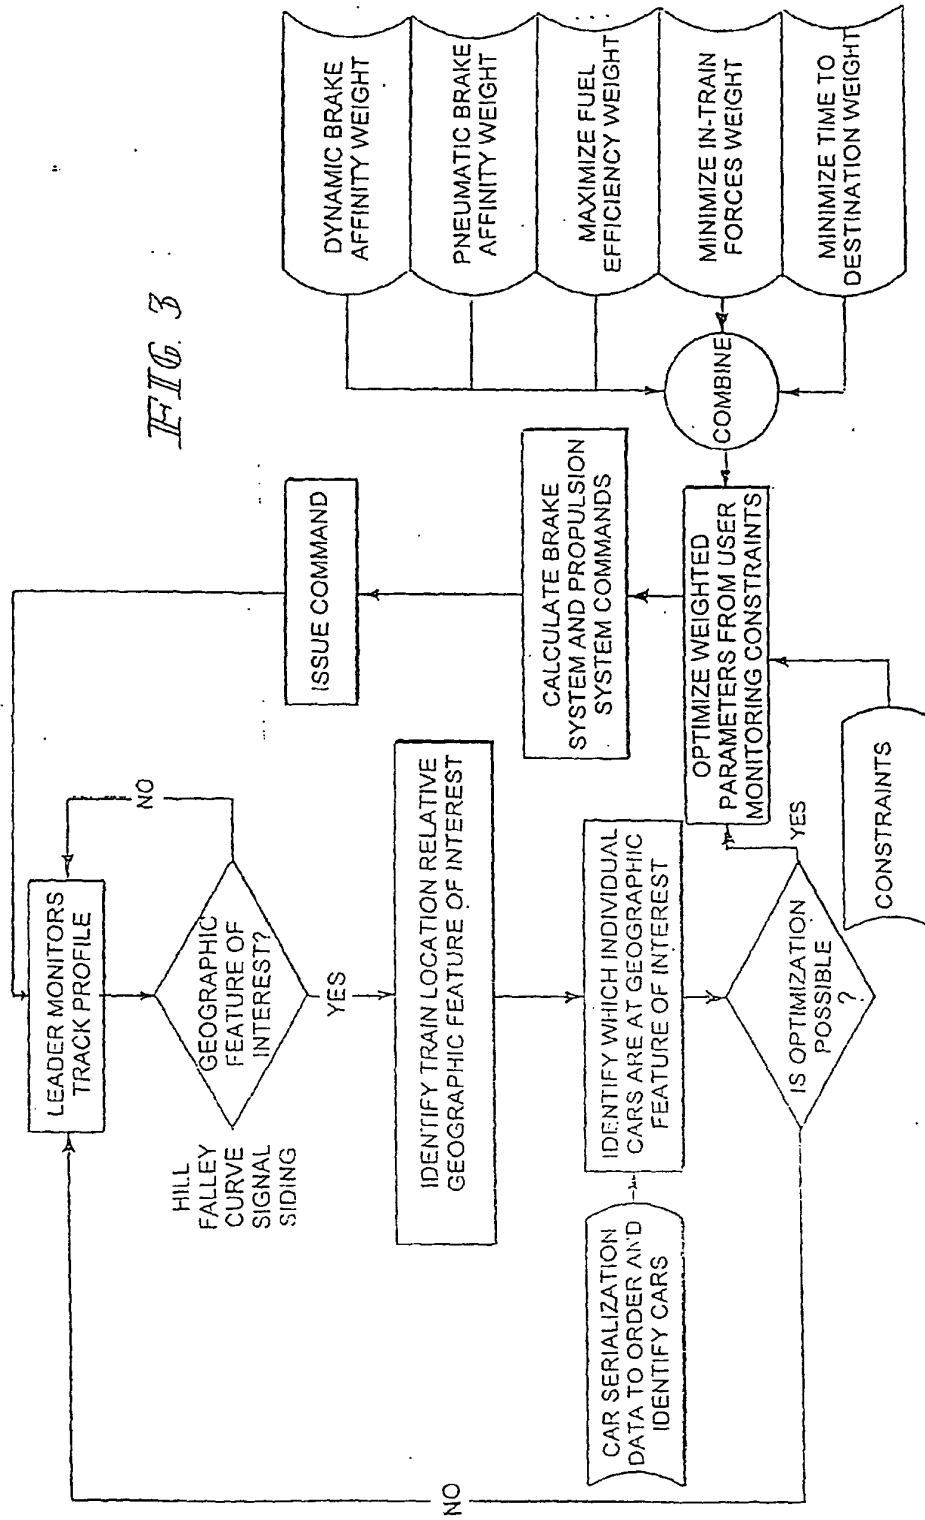 FIG. 3
LEADER MONITORS
TRACK PROFILE
NO
GEOGRAPHIC
FEATURE OF
INTEREST?
HILL
FALLEY
CURVE
SIGNAL
SIDING
YES
IDENTIFY TRAIN LOCATION RELATIVE
GEOGRAPHIC FEATURE OF INTEREST
CAR SERIALIZATION
DATA TO ORDER AND
IDENTIFY CARS
IDENTIFY WHICH INDIVIDUAL
CARS ARE AT GEOGRAPHIC
FEATURE OF INTEREST
NO
IS OPTIMIZATION
POSSIBLE
?
YES
CONSTRAINTS
ISSUE COMMAND
CALCULATE BRAKE
SYSTEM AND PROPULSION
SYSTEM COMMANDS
OPTIMIZE WEIGHTED
PARAMETERS FROM USER
MONITORING CONSTRAINTS
COMBINE
DYNAMIC BRAKE
AFFINITY WEIGHT
PNEUMATIC BRAKE
AFFINITY WEIGHT
MAXIMIZE FUEL
EFFICIENCY WEIGHT
MINIMIZE IN-TRAIN
FORCES WEIGHT
MINIMIZE TIME TO
DESTINATION WEIGHT